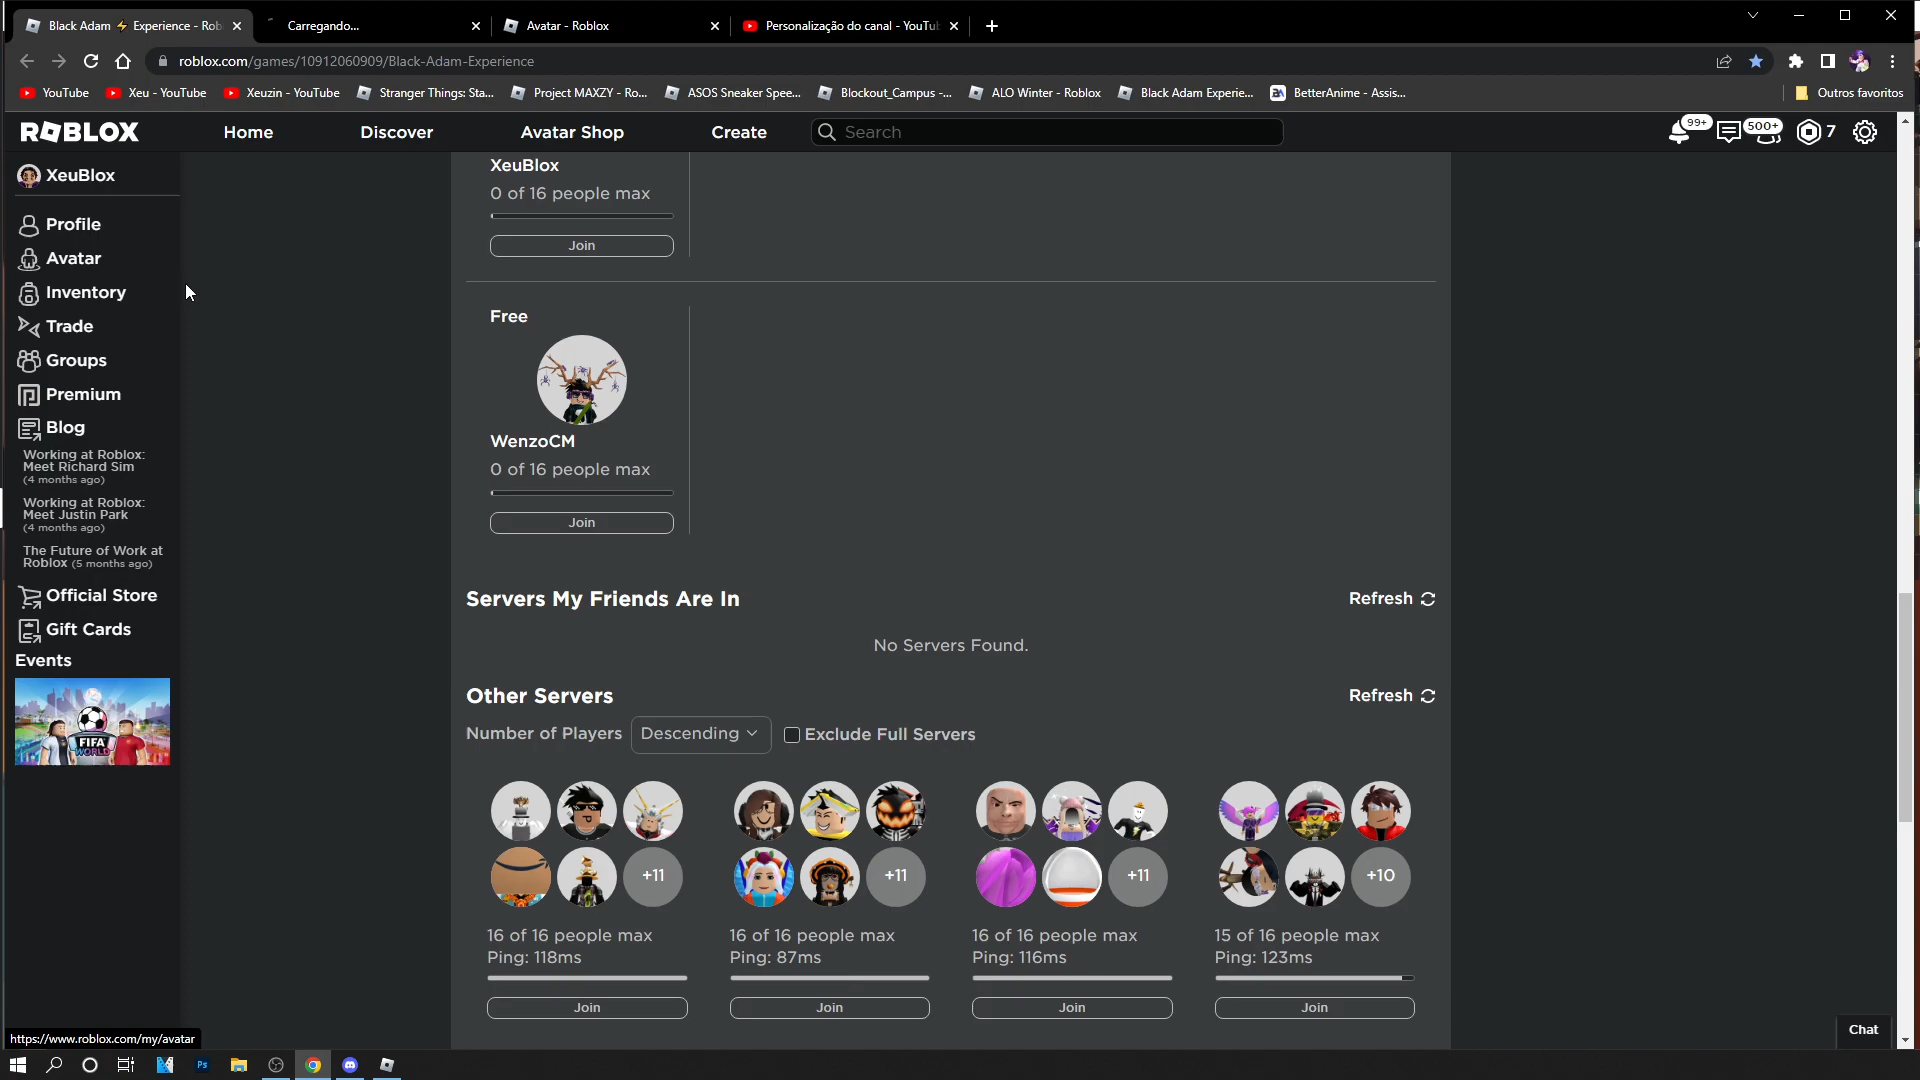 Black Adam ⚡ Experience - Rob
Carregando...
Avatar - Roblox
Personalização do canal - YouTu
roblox.com/games/10912060909/Black-Adam-Experience
YouTube
Xeu - YouTube
Xeuzin - YouTube
Stranger Things: Sta...
Project MAXZY - Ro...
ASOS Sneaker Spee...
Blockout_Campus -...
ALO Winter - Roblox
Black Adam Experie...
BetterAnime - Assis...
Outros favoritos
ROBLOX
Home
Discover
Avatar Shop
Create
Search
99+
500+
7
XeuBlox
Profile
Avatar
Inventory
Trade
Groups
Premium
Blog
Working at Roblox:
Meet Richard Sim
(4 months ago)
Working at Roblox:
Meet Justin Park
(4 months ago)
The Future of Work at
Roblox (5 months ago)
Official Store
Gift Cards
Events
FIFA
WORLD
XeuBlox
0 of 16 people max
Join
Free
WenzoCM
0 of 16 people max
Join
Servers My Friends Are In
Refresh
No Servers Found.
Other Servers
Refresh
Number of Players
Descending
Exclude Full Servers
+11
16 of 16 people max
Ping: 118ms
Join
+11
16 of 16 people max
Ping: 87ms
Join
+11
16 of 16 people max
Ping: 116ms
Join
+10
15 of 16 people max
Ping: 123ms
Join
Chat
https://www.roblox.com/my/avatar
Ps